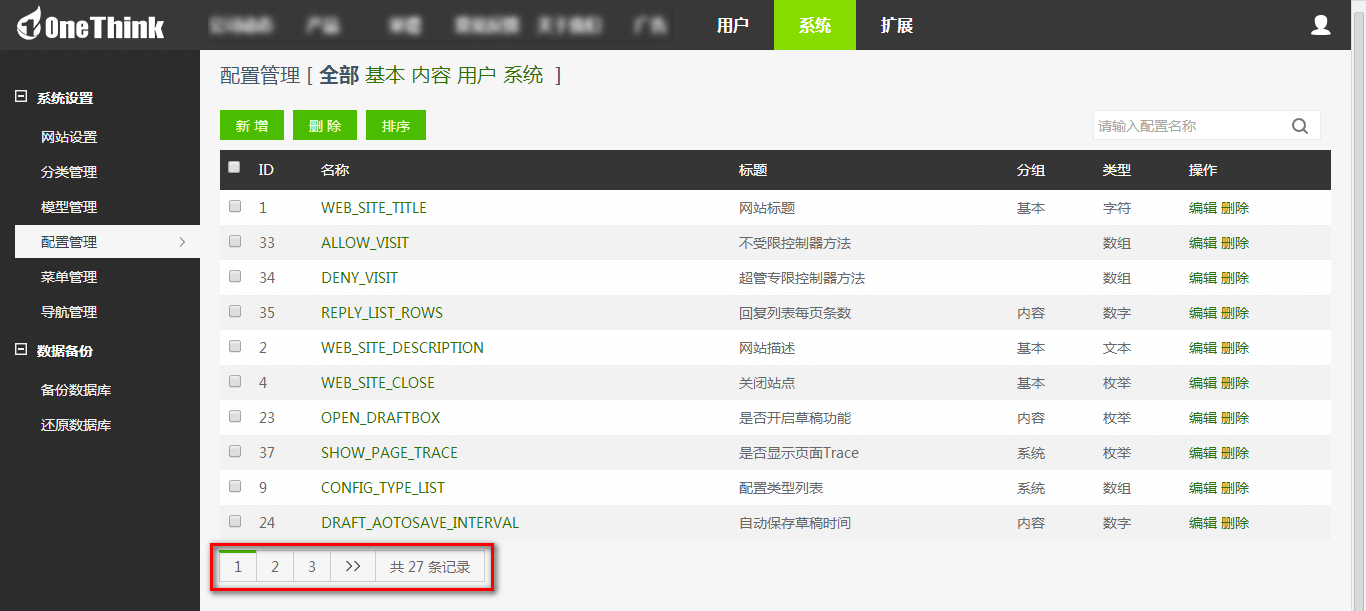 OneThink
用户 系统 扩展
系统设置
网站设置
分类管理
模型管理
配置管理
菜单管理
导航管理
数据备份
备份数据库
还原数据库
配置管理 [ 全部 基本 内容 用户 系统 ]
新 增 删 除 排序 请输入配置名称
ID 名称 标题 分组 类型 操作
1 WEB_SITE_TITLE 网站标题 基本 字符 编辑 删除
33 ALLOW_VISIT 不受限控制器方法 数组 编辑 删除
34 DENY_VISIT 超管专限控制器方法 数组 编辑 删除
35 REPLY_LIST_ROWS 回复列表每页条数 内容 数字 编辑 删除
2 WEB_SITE_DESCRIPTION 网站描述 基本 文本 编辑 删除
4 WEB_SITE_CLOSE 关闭站点 基本 枚举 编辑 删除
23 OPEN_DRAFTBOX 是否开启草稿功能 内容 枚举 编辑 删除
37 SHOW_PAGE_TRACE 是否显示页面Trace 系统 枚举 编辑 删除
9 CONFIG_TYPE_LIST 配置类型列表 系统 数组 编辑 删除
24 DRAFT_AOTOSAVE_INTERVAL 自动保存草稿时间 内容 数字 编辑 删除
1 2 3 >> 共 27 条记录